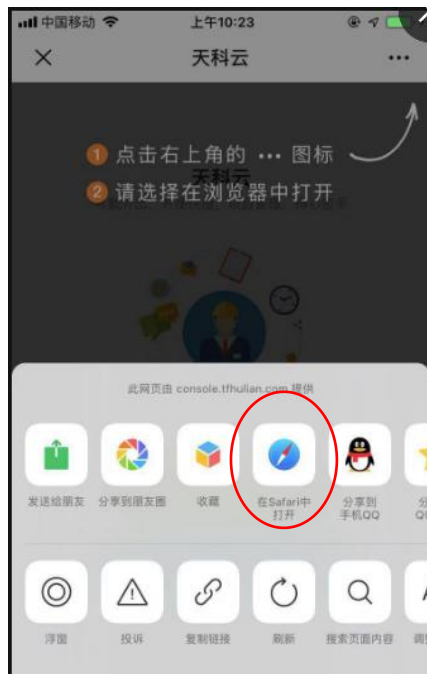 中国移动 上午10:23
天科云
1 点击右上角的 ••• 图标
天科云
2 请选择在浏览器中打开
此网页由 console.tfhulian.com 提供
发送给朋友 分享到朋友圈 收藏 在Safari中打开 分享到手机QQ
浮窗 投诉 复制链接 刷新 搜索页面内容